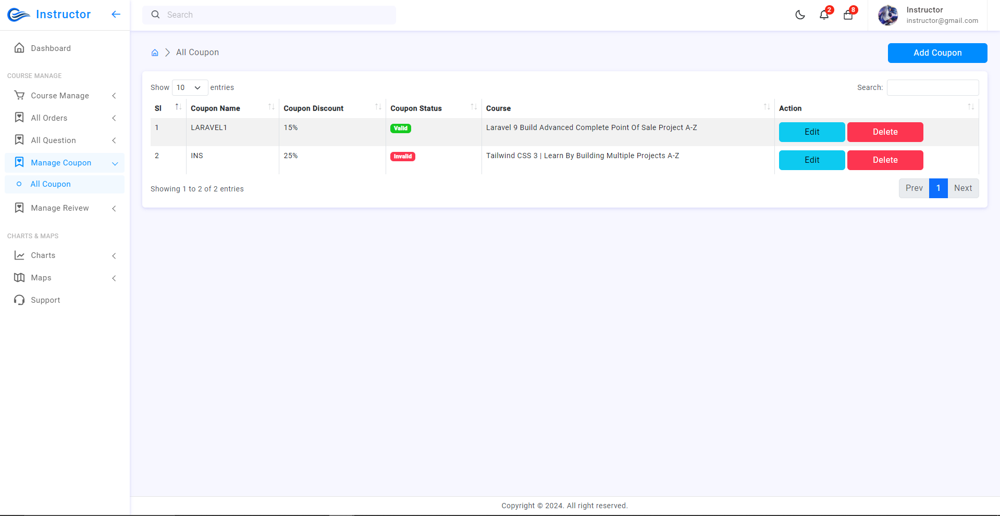 Instructor
Search
2
8
Instructor
instructor@gmail.com
Dashboard
COURSE MANAGE
Course Manage
All Orders
All Question
Manage Coupon
All Coupon
Manage Reivew
CHARTS & MAPS
Charts
Maps
Support
All Coupon
Add Coupon
Show 10 entries
Search:
Sl Coupon Name Coupon Discount Coupon Status Course Action
1 LARAVEL1 15% Valid Laravel 9 Build Advanced Complete Point Of Sale Project A-Z Edit Delete
2 INS 25% Invalid Tailwind CSS 3 | Learn By Building Multiple Projects A-Z Edit Delete
Showing 1 to 2 of 2 entries
Prev 1 Next
Copyright © 2024. All right reserved.